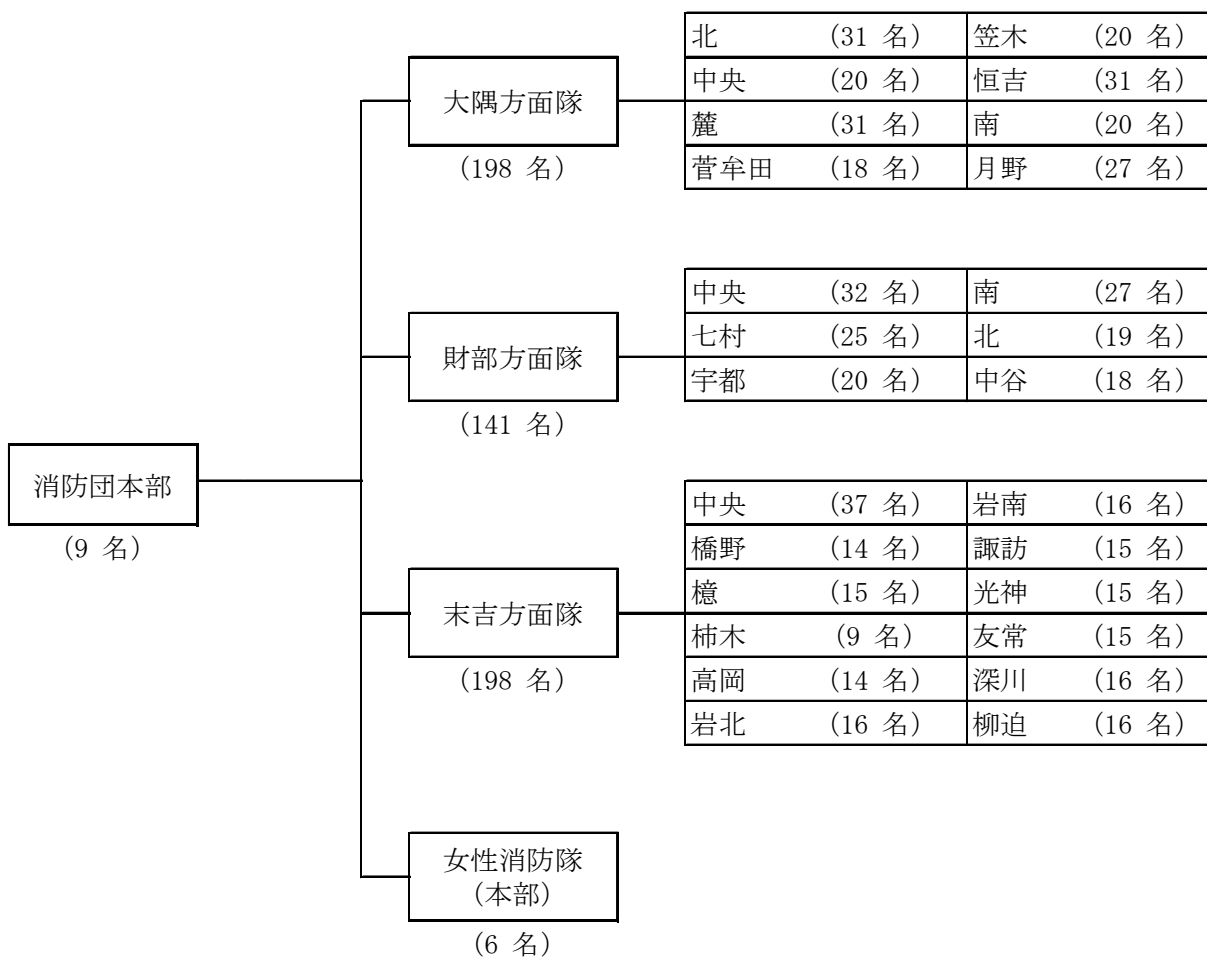 北 (31 名) 笠木 (20 名)
中央 (20 名) 恒吉 (31 名)
麓 (31 名) 南 (20 名)
菅牟田 (18 名) 月野 (27 名)
大隅方面隊
(198 名)
中央 (32 名) 南 (27 名)
七村 (25 名) 北 (19 名)
宇都 (20 名) 中谷 (18 名)
財部方面隊
(141 名)
消防団本部
(9 名)
中央 (37 名) 岩南 (16 名)
橋野 (14 名) 諏訪 (15 名)
檍 (15 名) 光神 (15 名)
柿木 (9 名) 友常 (15 名)
高岡 (14 名) 深川 (16 名)
岩北 (16 名) 柳迫 (16 名)
末吉方面隊
(198 名)
女性消防隊
(本部)
(6 名)